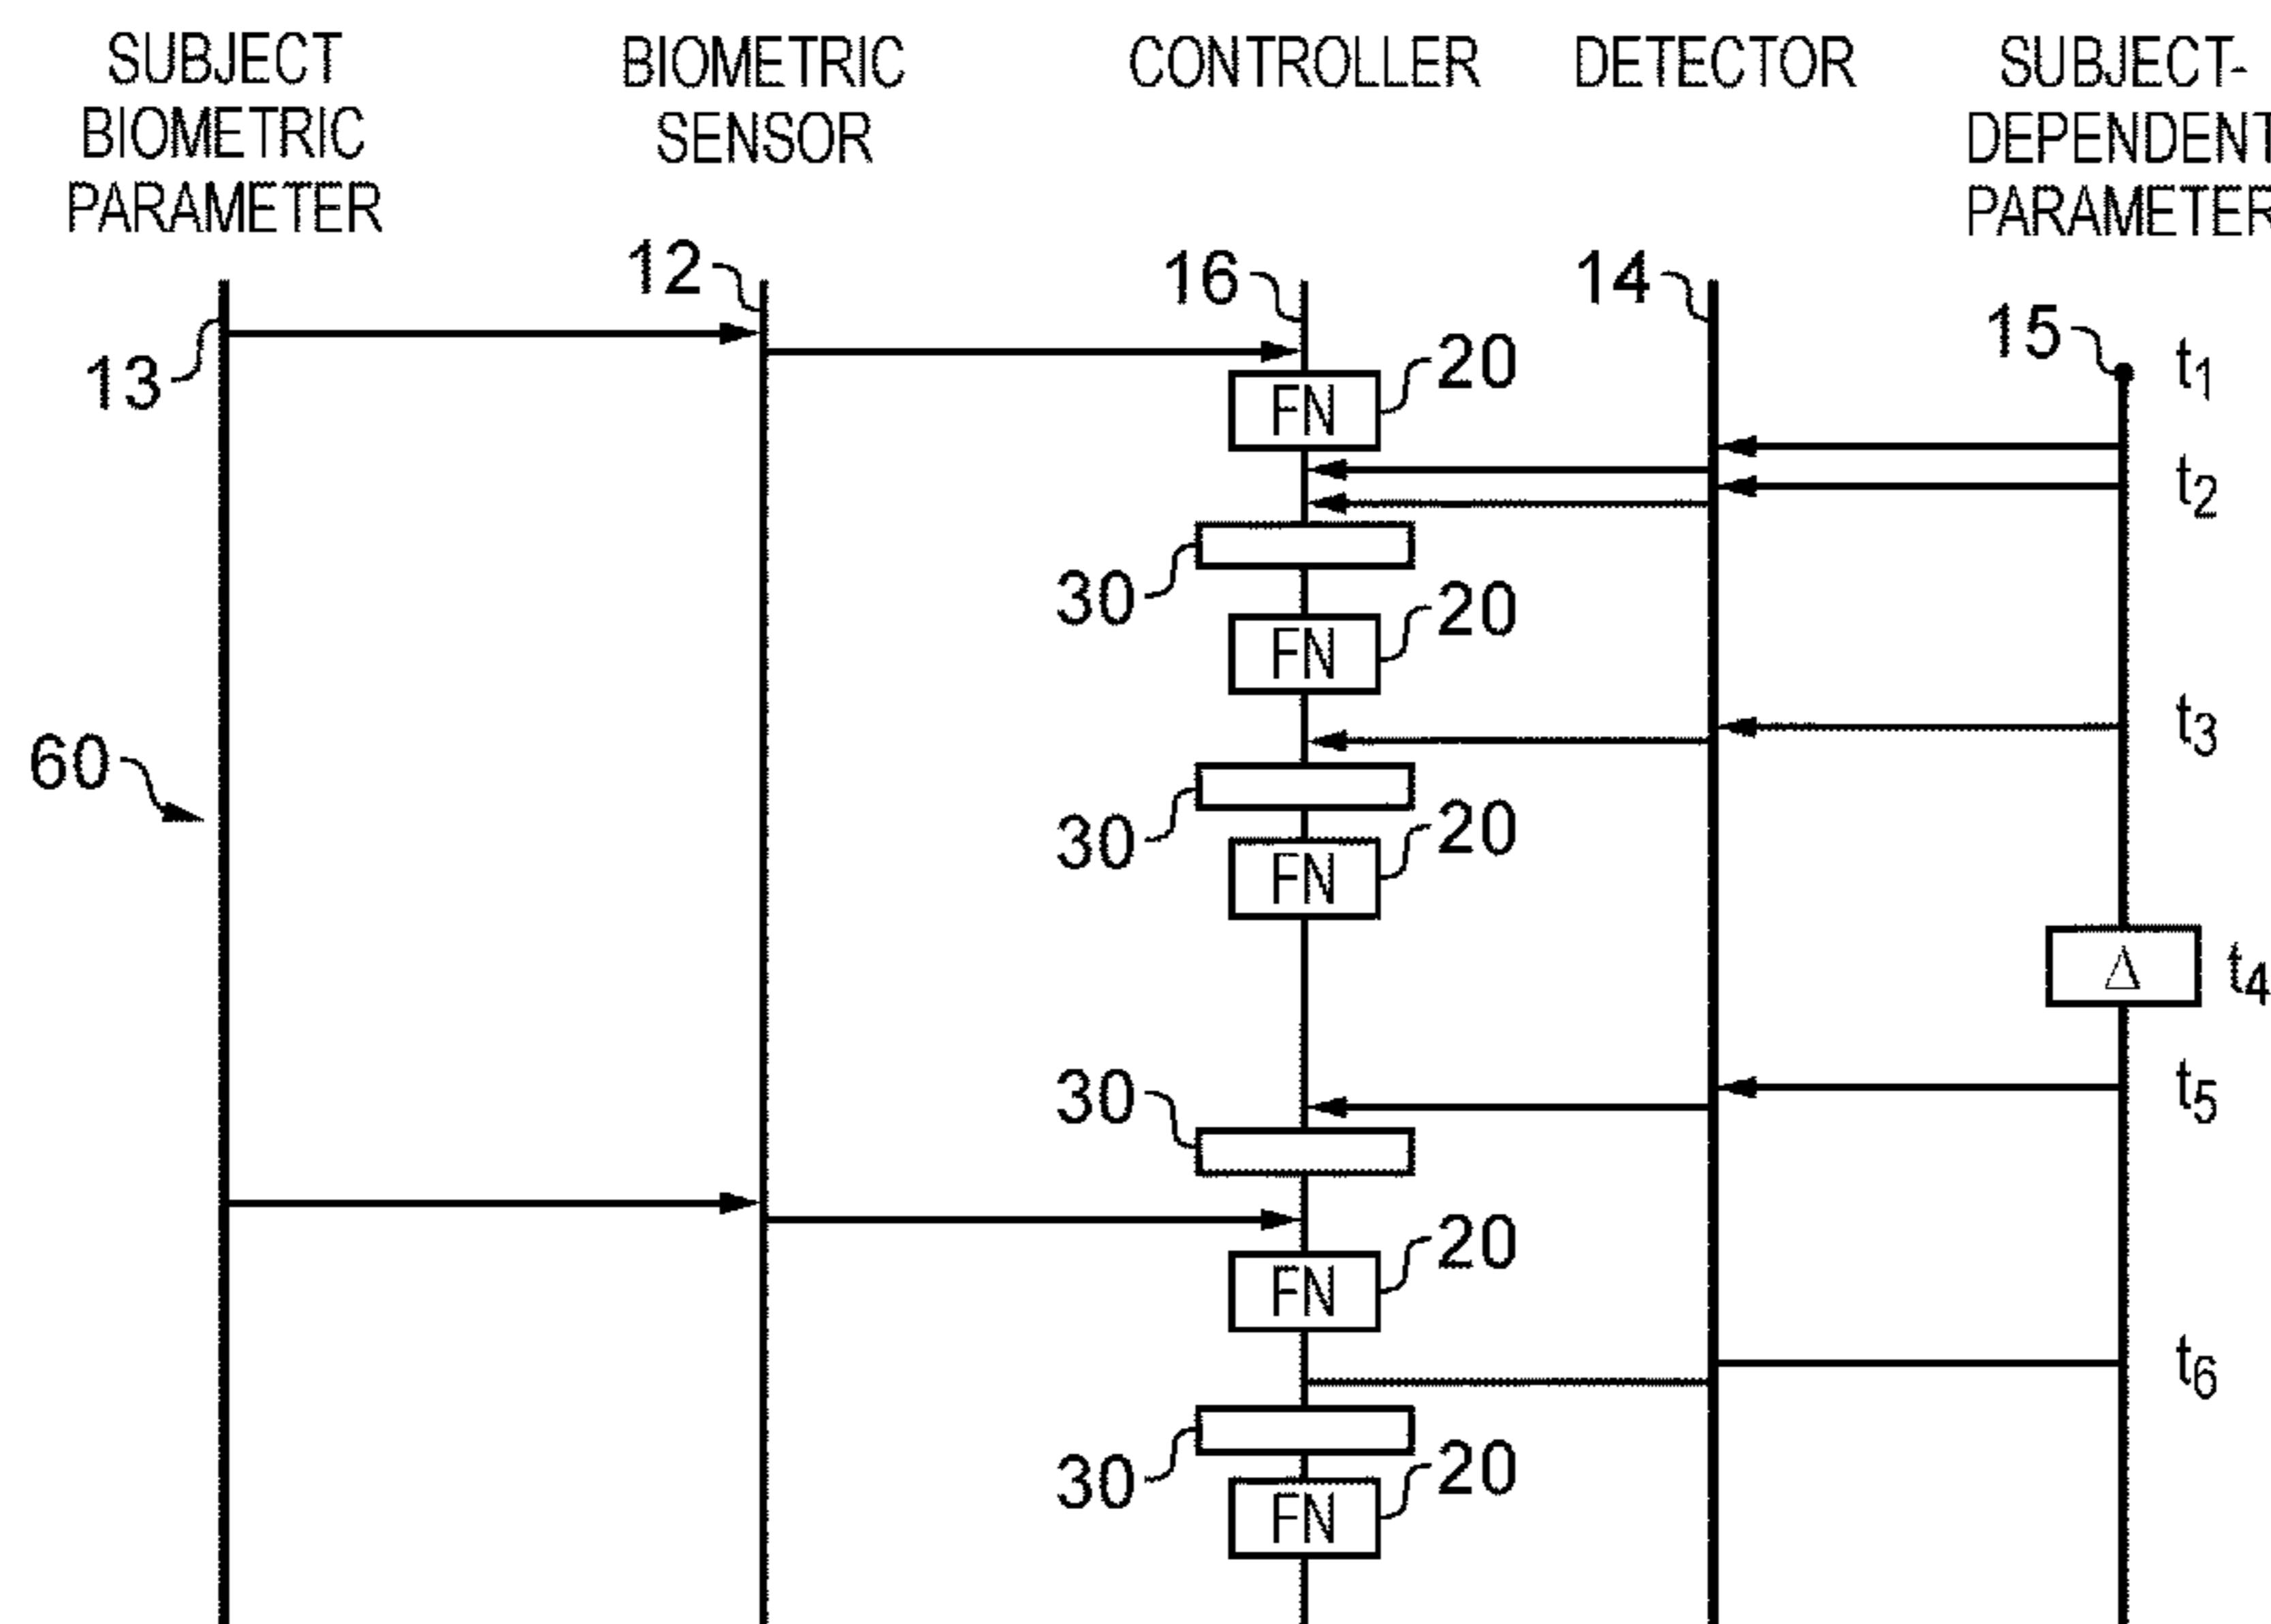 SUBJECT
BIOMETRIC
PARAMETER
BIOMETRIC
SENSOR
CONTROLLER
DETECTOR
SUBJECT-
DEPENDENT
PARAMETER
12
16
14
15
13
t1
FN
20
t2
30
FN
20
t3
60
30
FN
20
Δ
t4
30
t5
FN
20
t6
30
FN
20